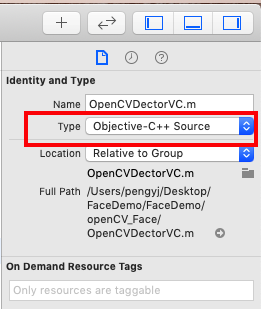 Identity and Type
Name OpenCVDectorVC.m
Type Objective-C++ Source
Location Relative to Group
OpenCVDectorVC.m
Full Path /Users/pengyj/Desktop/
FaceDemo/FaceDemo/
openCV_Face/
OpenCVDectorVC.m
On Demand Resource Tags
Only resources are taggable